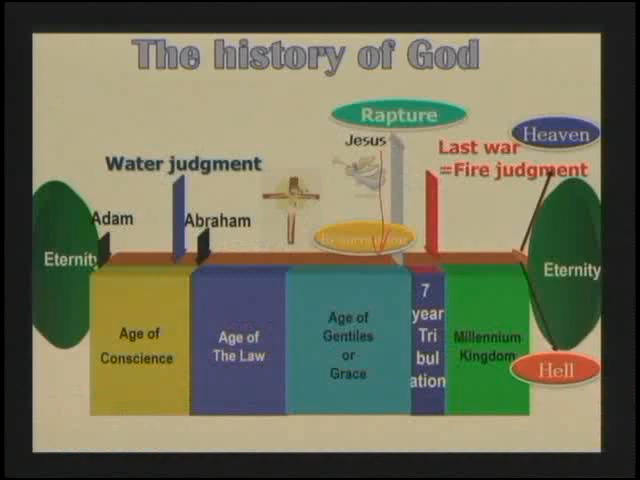 The history of God
Rapture
Jesus
Heaven
Last war
=Fire judgment
Water judgment
Adam
Abraham
Eternity
Eternity
Age of
Conscience
Age of
The Law
Age of
Gentiles
or
Grace
7
year
Tri
bul
ation
Millennium
Kingdom
Hell